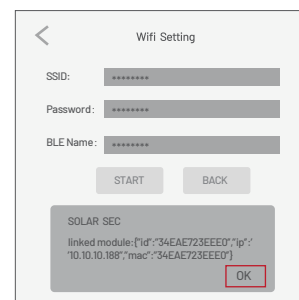 Wifi Setting
SSID: ••••••••
Password: ••••••••
BLE Name: ••••••••
START BACK
SOLAR SEC
linked module:{"id":"34EAE723EEE0","ip":'
'10.10.10.188","mac":"34EAE723EEE0"}
OK